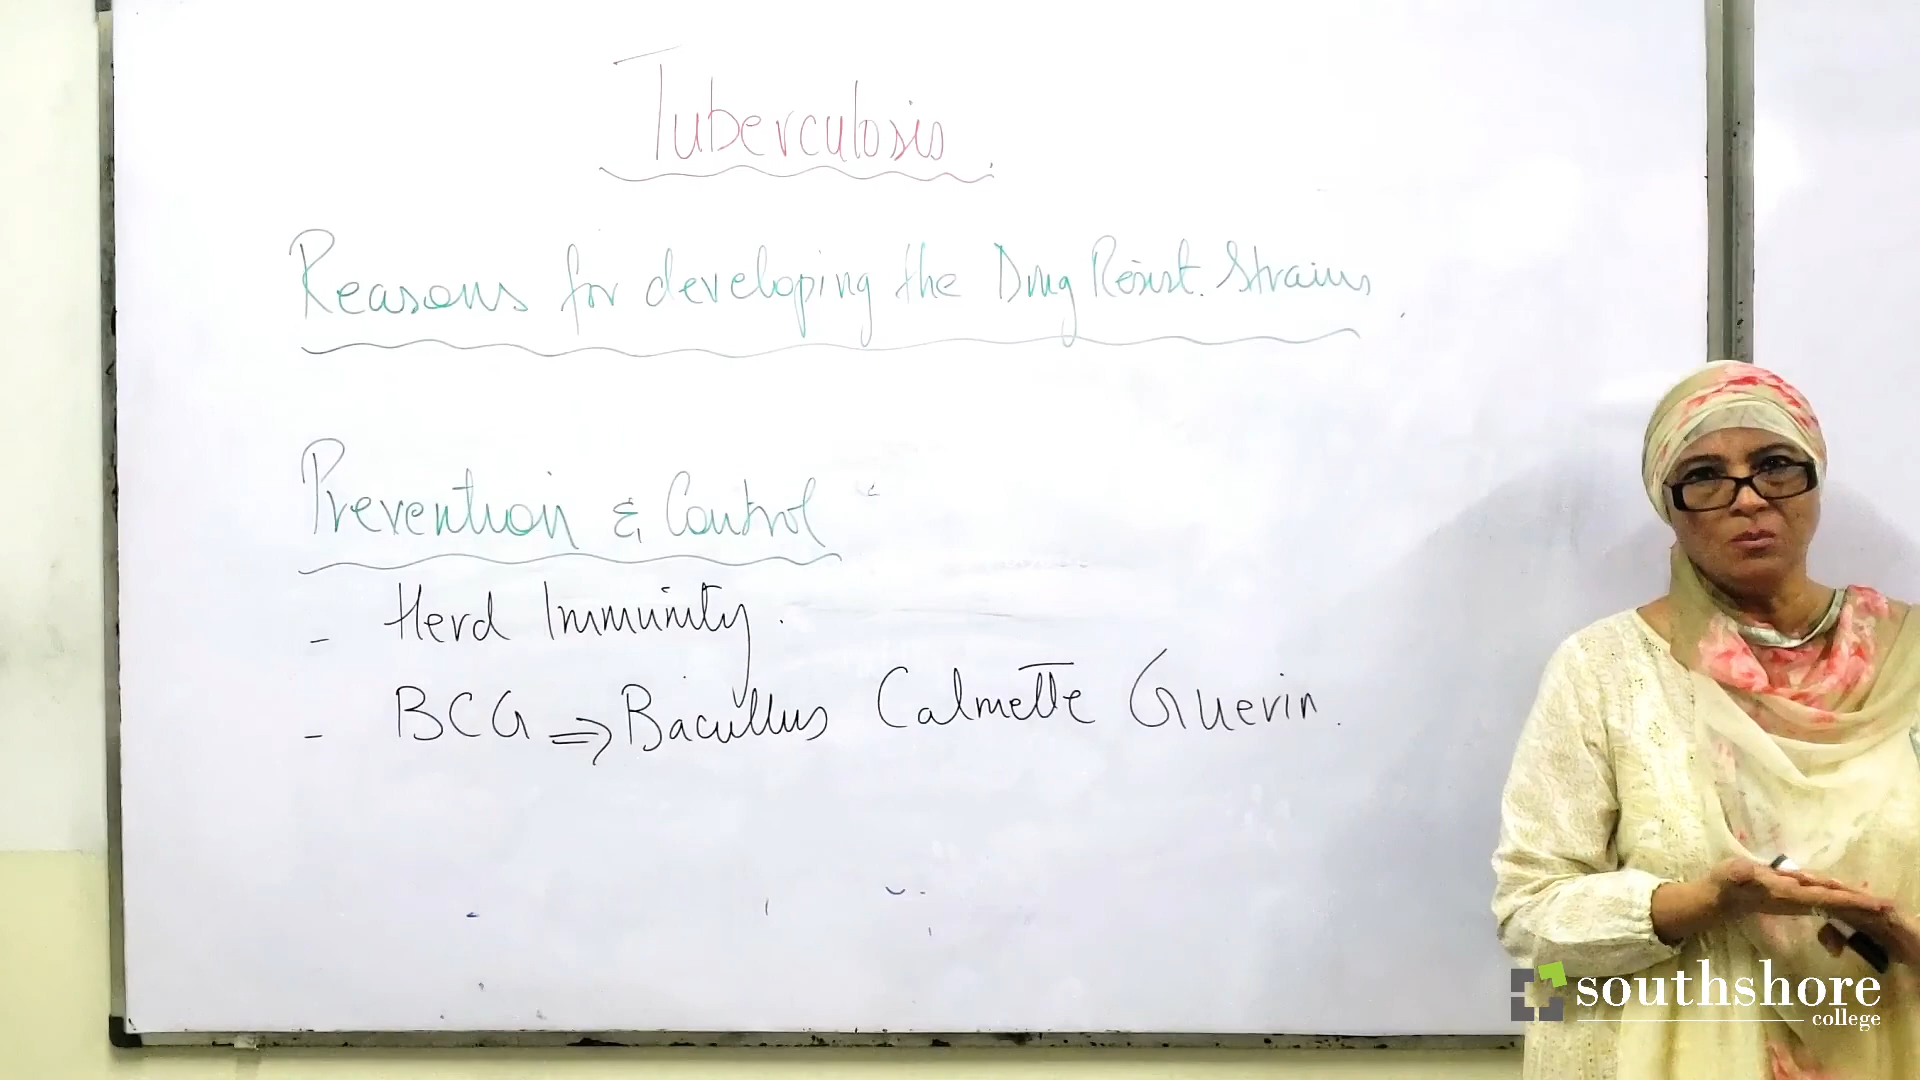 Tuberculosis.
Reasons for developing the Drug Resist. Strains
Prevention & Control
- Herd Immunity.
- BCG ⇒ Bacillus Calmette Guerin.
southshore
college